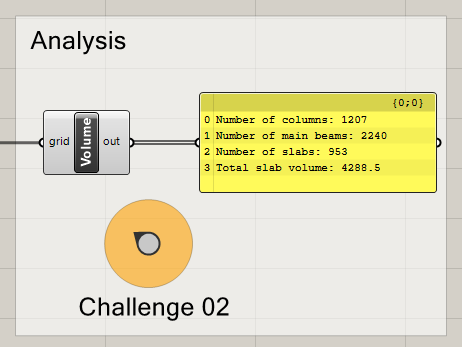 Analysis
grid Volume out
{0;0}
0 Number of columns: 1207
1 Number of main beams: 2240
2 Number of slabs: 953
3 Total slab volume: 4288.5
Challenge 02